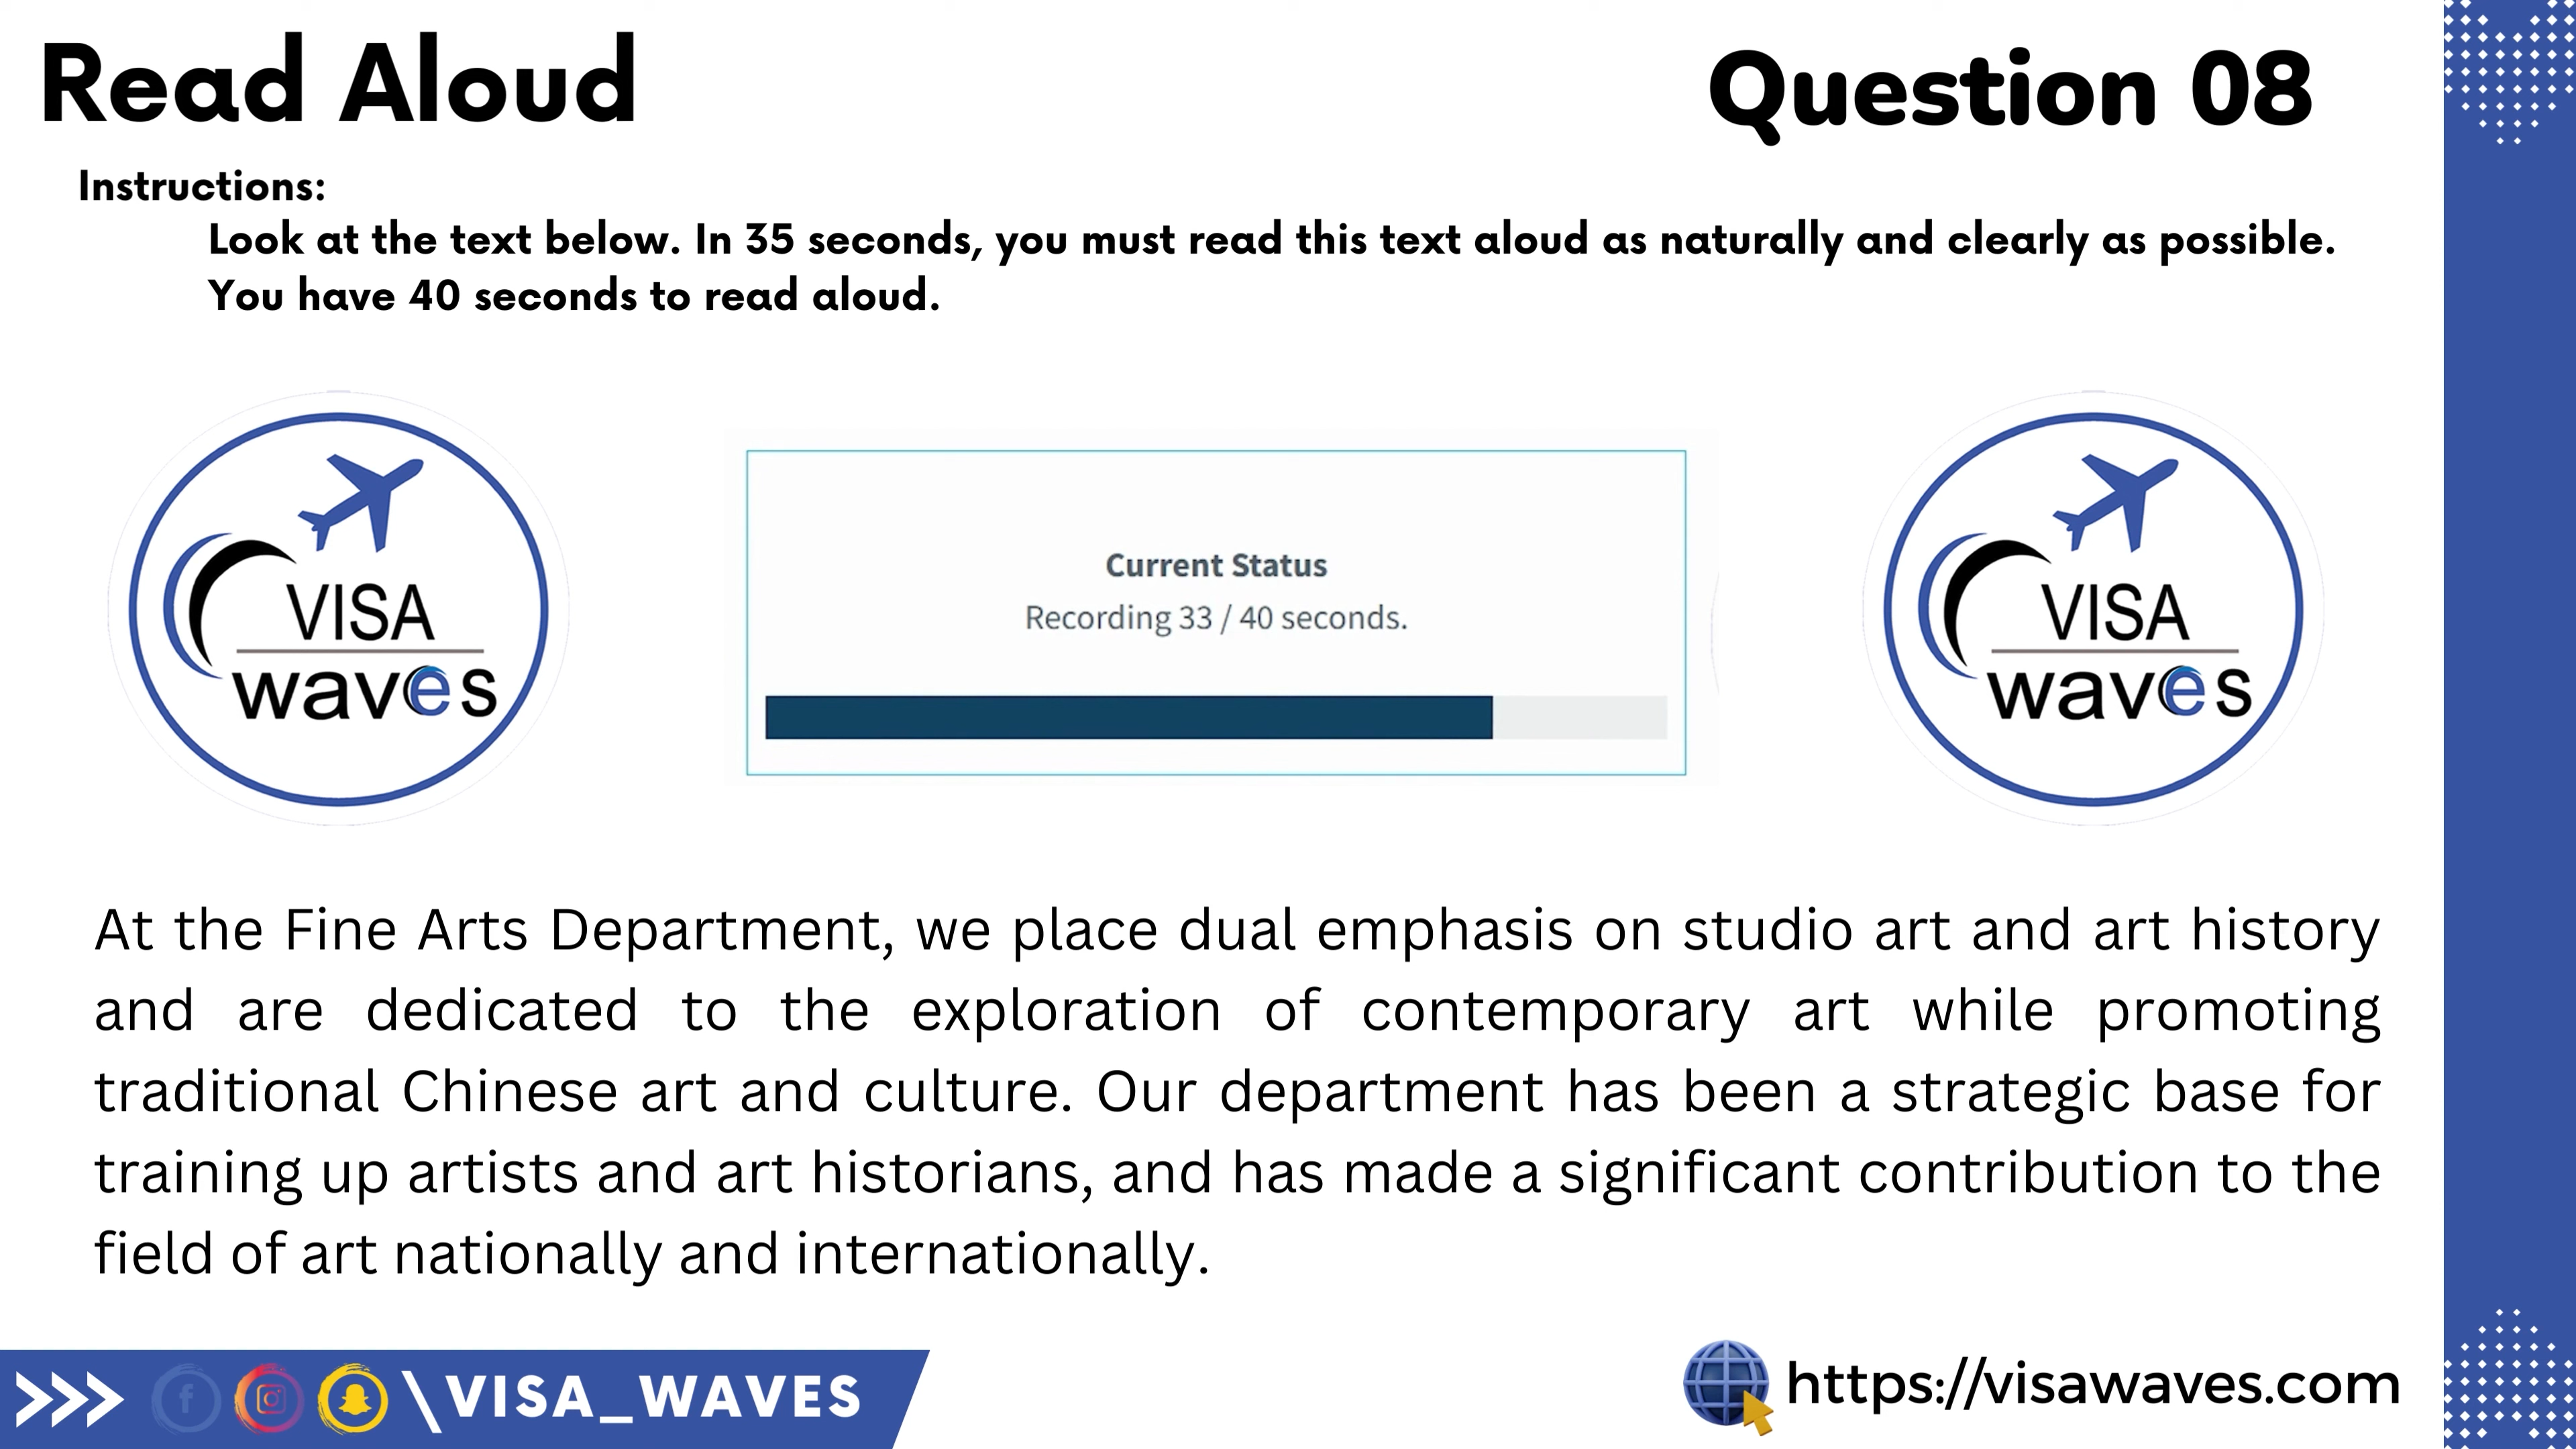 Read Aloud
Question 08
Instructions:
Look at the text below. In 35 seconds, you must read this text aloud as naturally and clearly as possible.
You have 40 seconds to read aloud.
VISA
waves
Current Status
Recording 33 / 40 seconds.
VISA
waves
At the Fine Arts Department, we place dual emphasis on studio art and art history
and are dedicated to the exploration of contemporary art while promoting
traditional Chinese art and culture. Our department has been a strategic base for
training up artists and art historians, and has made a significant contribution to the
field of art nationally and internationally.
\VISA_WAVES
https://visawaves.com